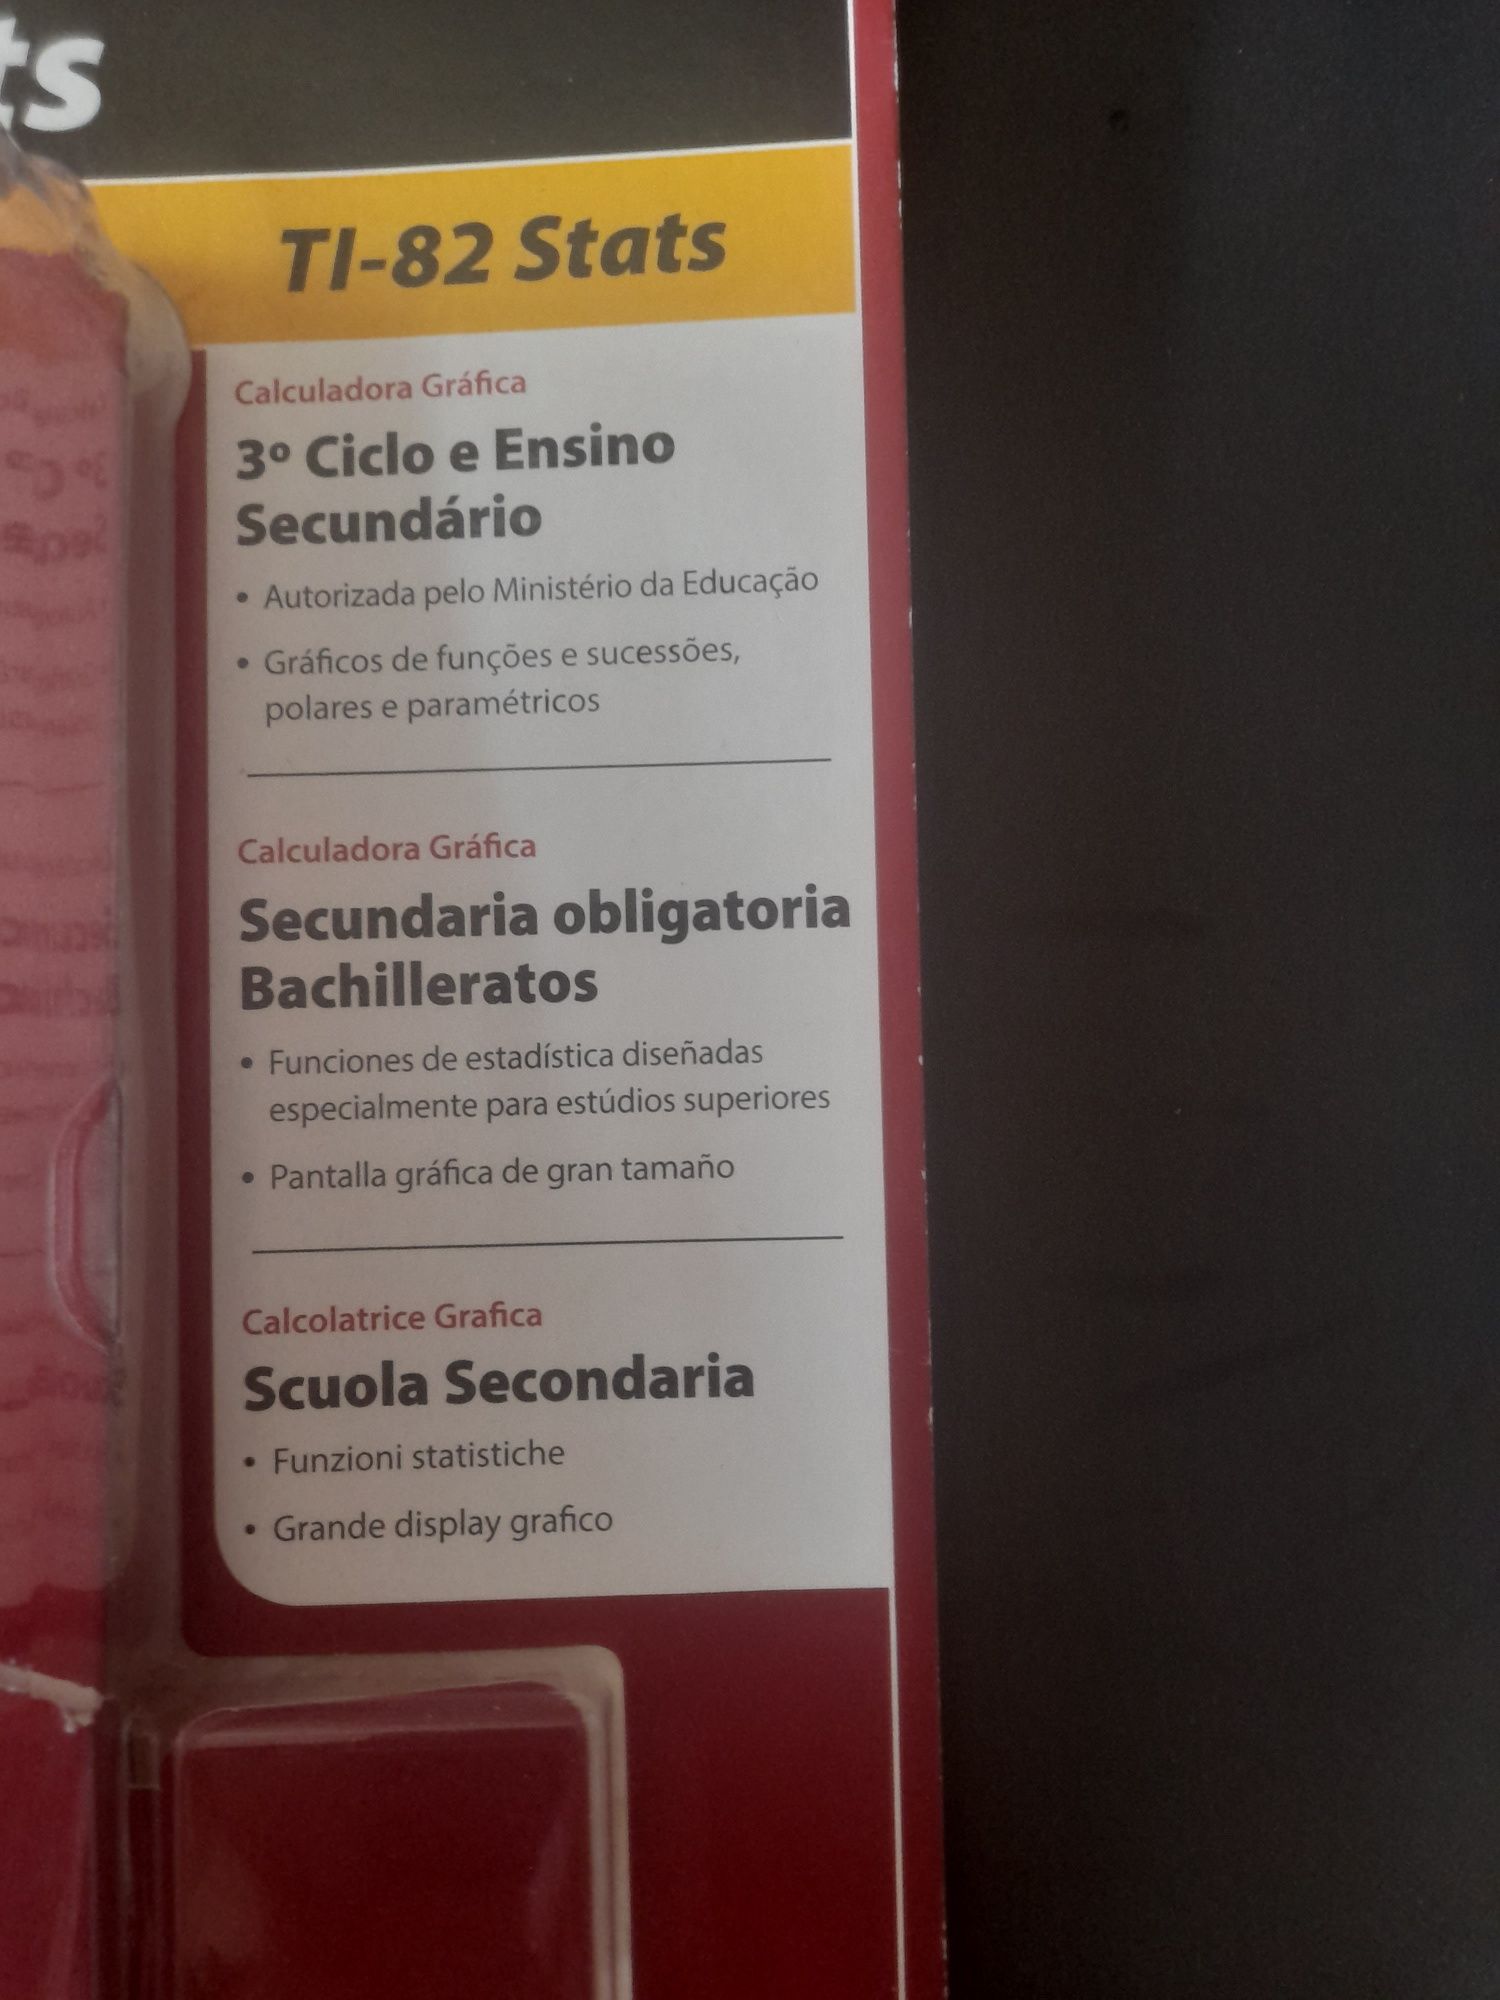 ts
TI-82 Stats
Calculadora Gráfica
3º Ciclo e Ensino
Secundário
• Autorizada pelo Ministério da Educação
• Gráficos de funções e sucessões,
polares e paramétricos
Calculadora Gráfica
Secundaria obligatoria
Bachilleratos
• Funciones de estadística diseñadas
especialmente para estúdios superiores
• Pantalla gráfica de gran tamaño
Calcolatrice Grafica
Scuola Secondaria
• Funzioni statistiche
• Grande display grafico